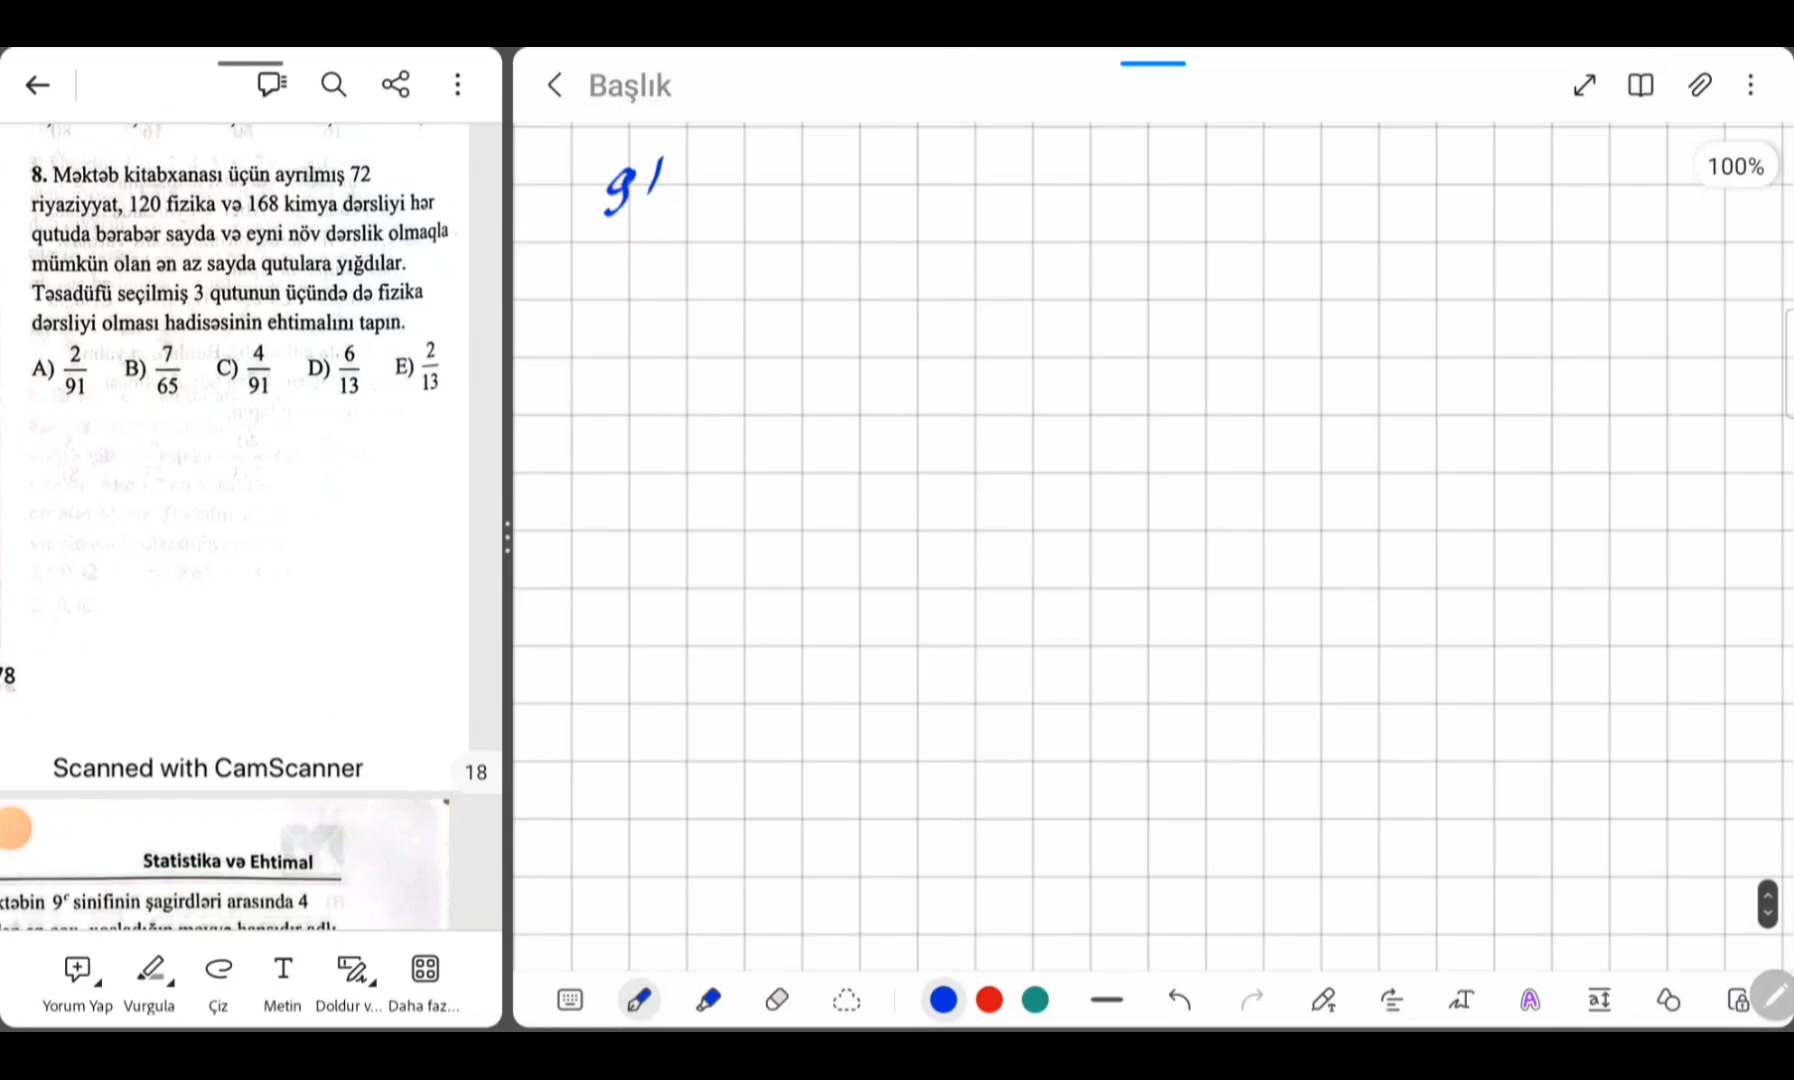 Başlık
100%
91
8. Məktəb kitabxanası üçün ayrılmış 72
riyaziyyat, 120 fizika və 168 kimya dərsliyi hər
qutuda bərabər sayda və eyni növ dərslik olmaqla
mümkün olan ən az sayda qutulara yığdılar.
Təsadüfü seçilmiş 3 qutunun üçündə də fizika
dərsliyi olması hadisəsinin ehtimalını tapın.
A) 2/91 B) 7/65 C) 4/91 D) 6/13 E) 2/13
78
Scanned with CamScanner
18
Statistika və Ehtimal
ktəbin 9ᶜ sinifinin şagirdləri arasında 4
Yorum Yap Vurgula Çiz Metin Doldur v... Daha faz...